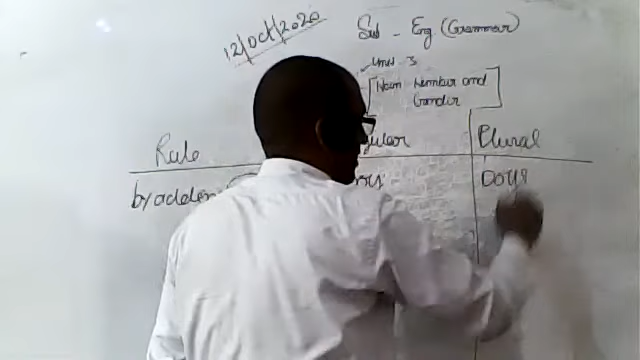 12/Oct/2020
Sub - Eng (Grammar)
Unit 3
Noun Number and
Gender
Rule
Plural
Boys